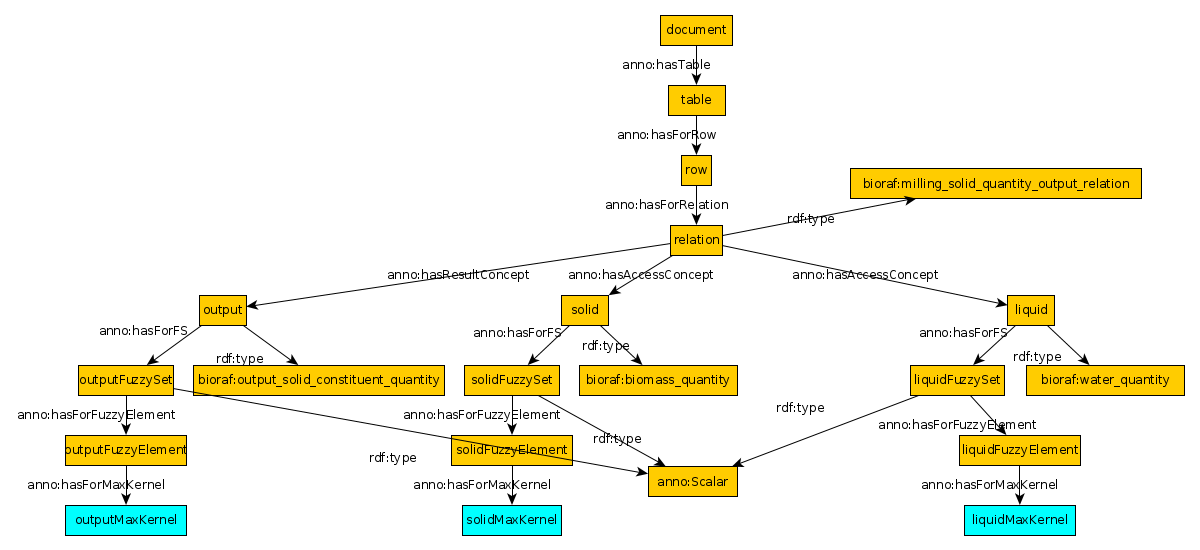 document
anno:hasTable
table
anno:hasForRow
row
bioraf:milling_solid_quantity_output_relation
anno:hasForRelation
rdf:type
relation
anno:hasResultConcept
anno:hasAccessConcept
anno:hasAccessConcept
output
solid
liquid
anno:hasForFS
anno:hasForFS
anno:hasForFS
rdf:type
rdf:type
rdf:type
outputFuzzySet
bioraf:output_solid_constituent_quantity
solidFuzzySet
bioraf:biomass_quantity
liquidFuzzySet
bioraf:water_quantity
anno:hasForFuzzyElement
anno:hasForFuzzyElement
rdf:type
anno:hasForFuzzyElement
rdf:type
outputFuzzyElement
solidFuzzyElement
liquidFuzzyElement
rdf:type
anno:Scalar
anno:hasForMaxKernel
anno:hasForMaxKernel
anno:hasForMaxKernel
outputMaxKernel
solidMaxKernel
liquidMaxKernel